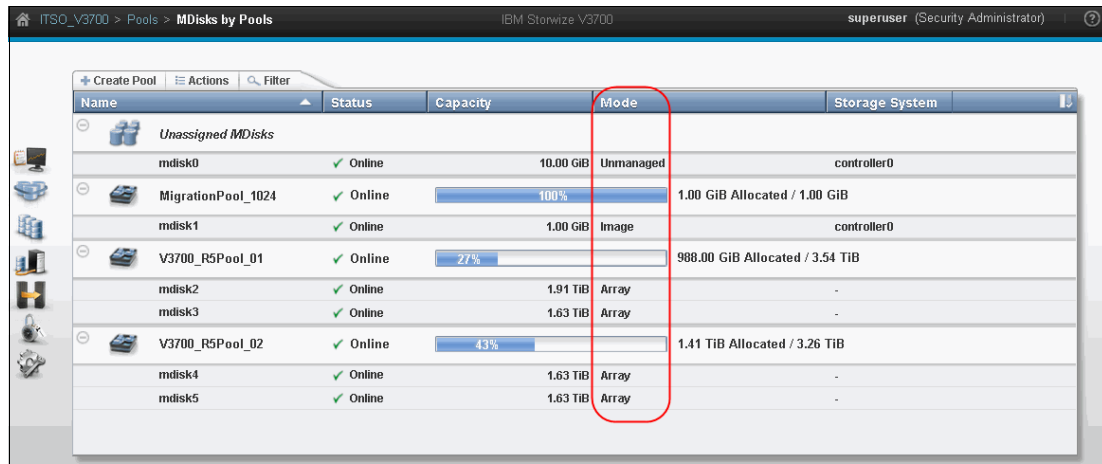 ITSO_V3700 > Pools > MDisks by Pools IBM Storwize V3700 superuser (Security Administrator) ?
Create Pool Actions Filter
Name Status Capacity Mode Storage System
Unassigned MDisks
mdisk0 Online 10.00 GiB Unmanaged controller0
MigrationPool_1024 Online 100% 1.00 GiB Allocated / 1.00 GiB
mdisk1 Online 1.00 GiB Image controller0
V3700_R5Pool_01 Online 27% 988.00 GiB Allocated / 3.54 TiB
mdisk2 Online 1.91 TiB Array -
mdisk3 Online 1.63 TiB Array -
V3700_R5Pool_02 Online 43% 1.41 TiB Allocated / 3.26 TiB
mdisk4 Online 1.63 TiB Array -
mdisk5 Online 1.63 TiB Array -